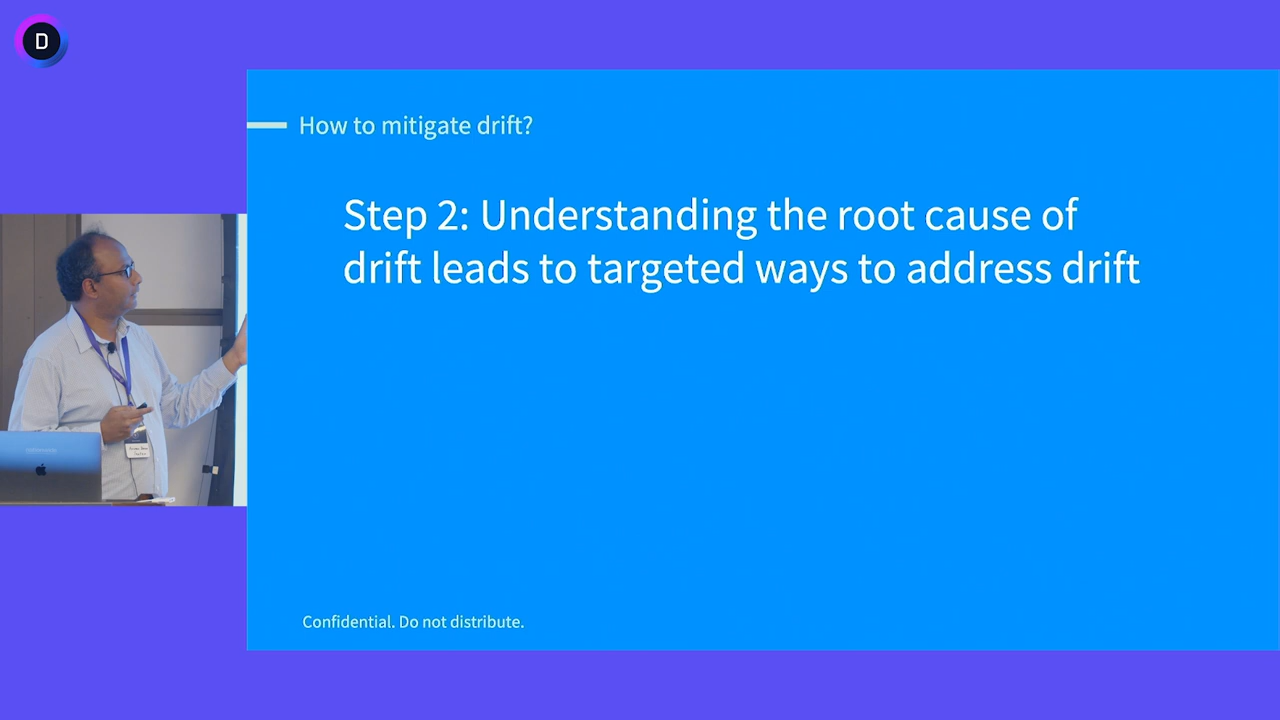 D
How to mitigate drift?
Step 2: Understanding the root cause of
drift leads to targeted ways to address drift
Confidential. Do not distribute.